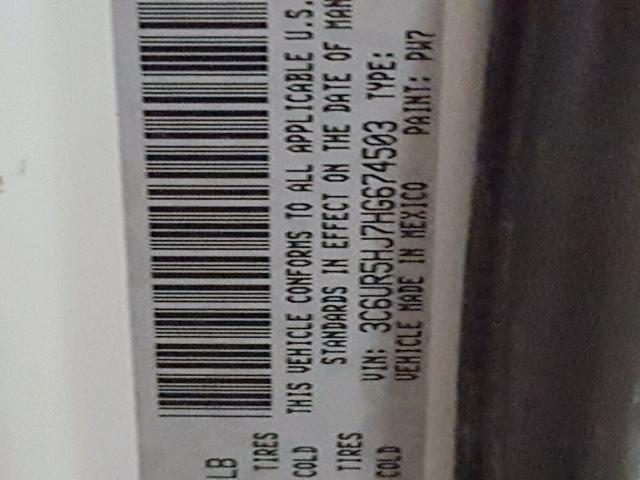 LB
TIRES
COLD
TIRES
COLD
THIS VEHICLE CONFORMS TO ALL APPLICABLE U.S.
STANDARDS IN EFFECT ON THE DATE OF MAN
VIN: 3C6UR5HJ7HG674503 TYPE:
VEHICLE MADE IN MEXICO PAINT: PW7